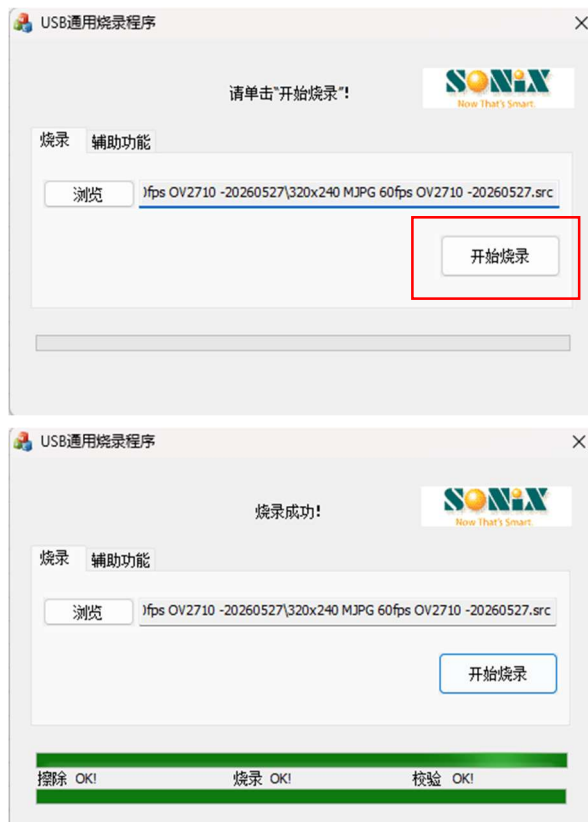 USB通用烧录程序
请单击"开始烧录"!
SONiX
Now That's Smart.
烧录 辅助功能
浏览 )fps OV2710 -20260527\320x240 MJPG 60fps OV2710 -20260527.src
开始烧录
USB通用烧录程序
烧录成功!
SONiX
Now That's Smart.
烧录 辅助功能
浏览 )fps OV2710 -20260527\320x240 MJPG 60fps OV2710 -20260527.src
开始烧录
擦除 OK! 烧录 OK! 校验 OK!